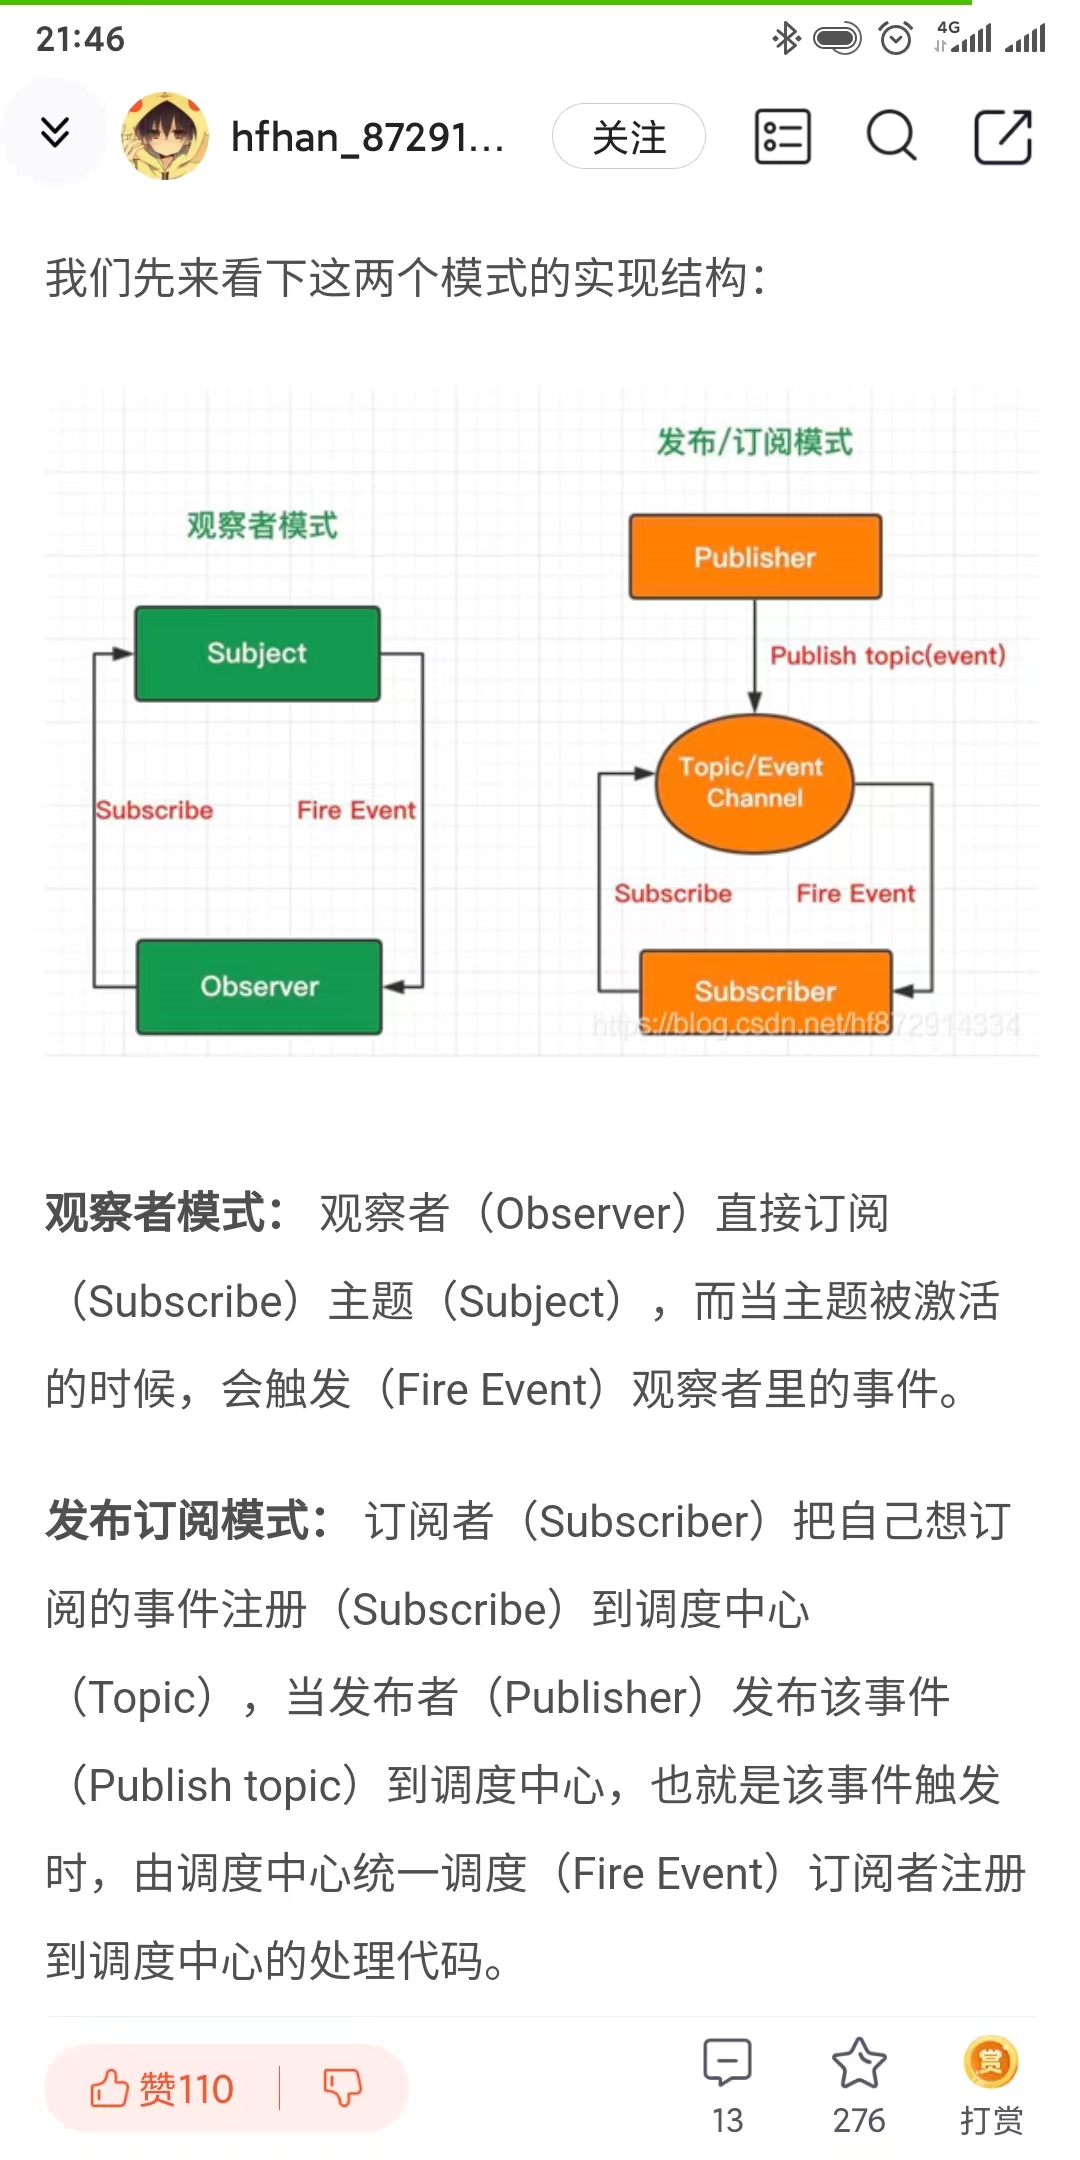 21:46
4G
hfhan_87291...
关注
我们先来看下这两个模式的实现结构：
发布/订阅模式
观察者模式
Publisher
Subject
Publish topic(event)
Topic/Event
Channel
Subscribe
Fire Event
Subscribe
Fire Event
Observer
Subscriber
https://blog.csdn.net/hf872914334
观察者模式： 观察者（Observer）直接订阅
（Subscribe）主题（Subject），而当主题被激活
的时候，会触发（Fire Event）观察者里的事件。
发布订阅模式： 订阅者（Subscriber）把自己想订
阅的事件注册（Subscribe）到调度中心
（Topic），当发布者（Publisher）发布该事件
（Publish topic）到调度中心，也就是该事件触发
时，由调度中心统一调度（Fire Event）订阅者注册
到调度中心的处理代码。
赞110
13
276
赏
打赏